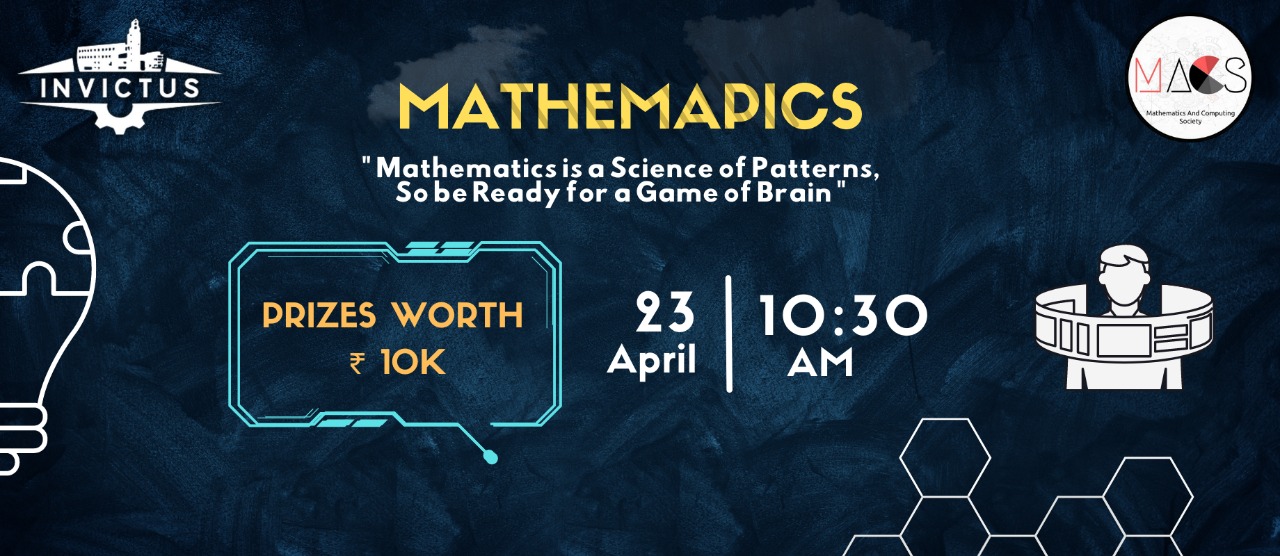 INVICTUS
MACS
Mathematics And Computing
Society
MATHEMAPICS
" Mathematics is a Science of Patterns,
So be Ready for a Game of Brain "
PRIZES WORTH
₹ 10K
23
April
10:30
AM